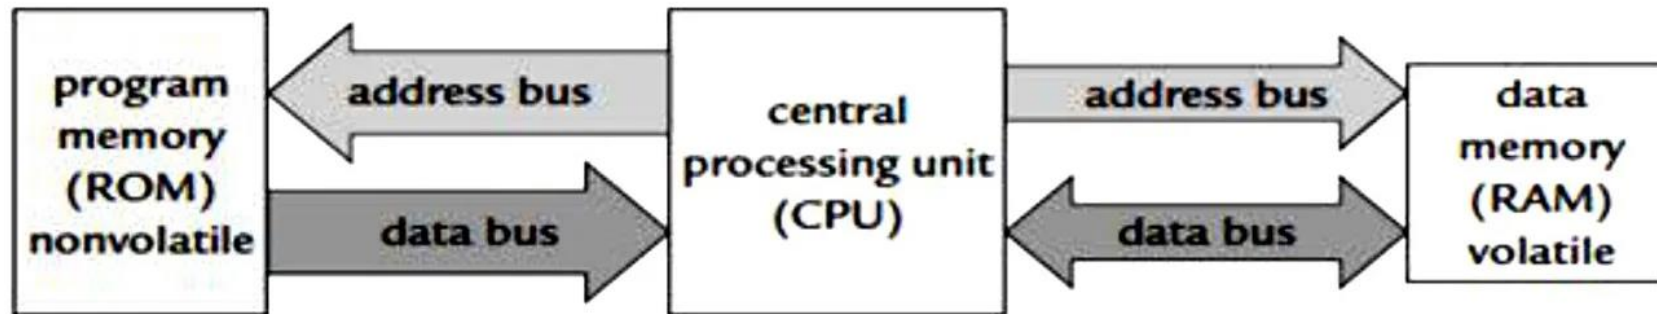 program
memory
(ROM)
nonvolatile
address bus
data bus
central
processing unit
(CPU)
address bus
data bus
data
memory
(RAM)
volatile